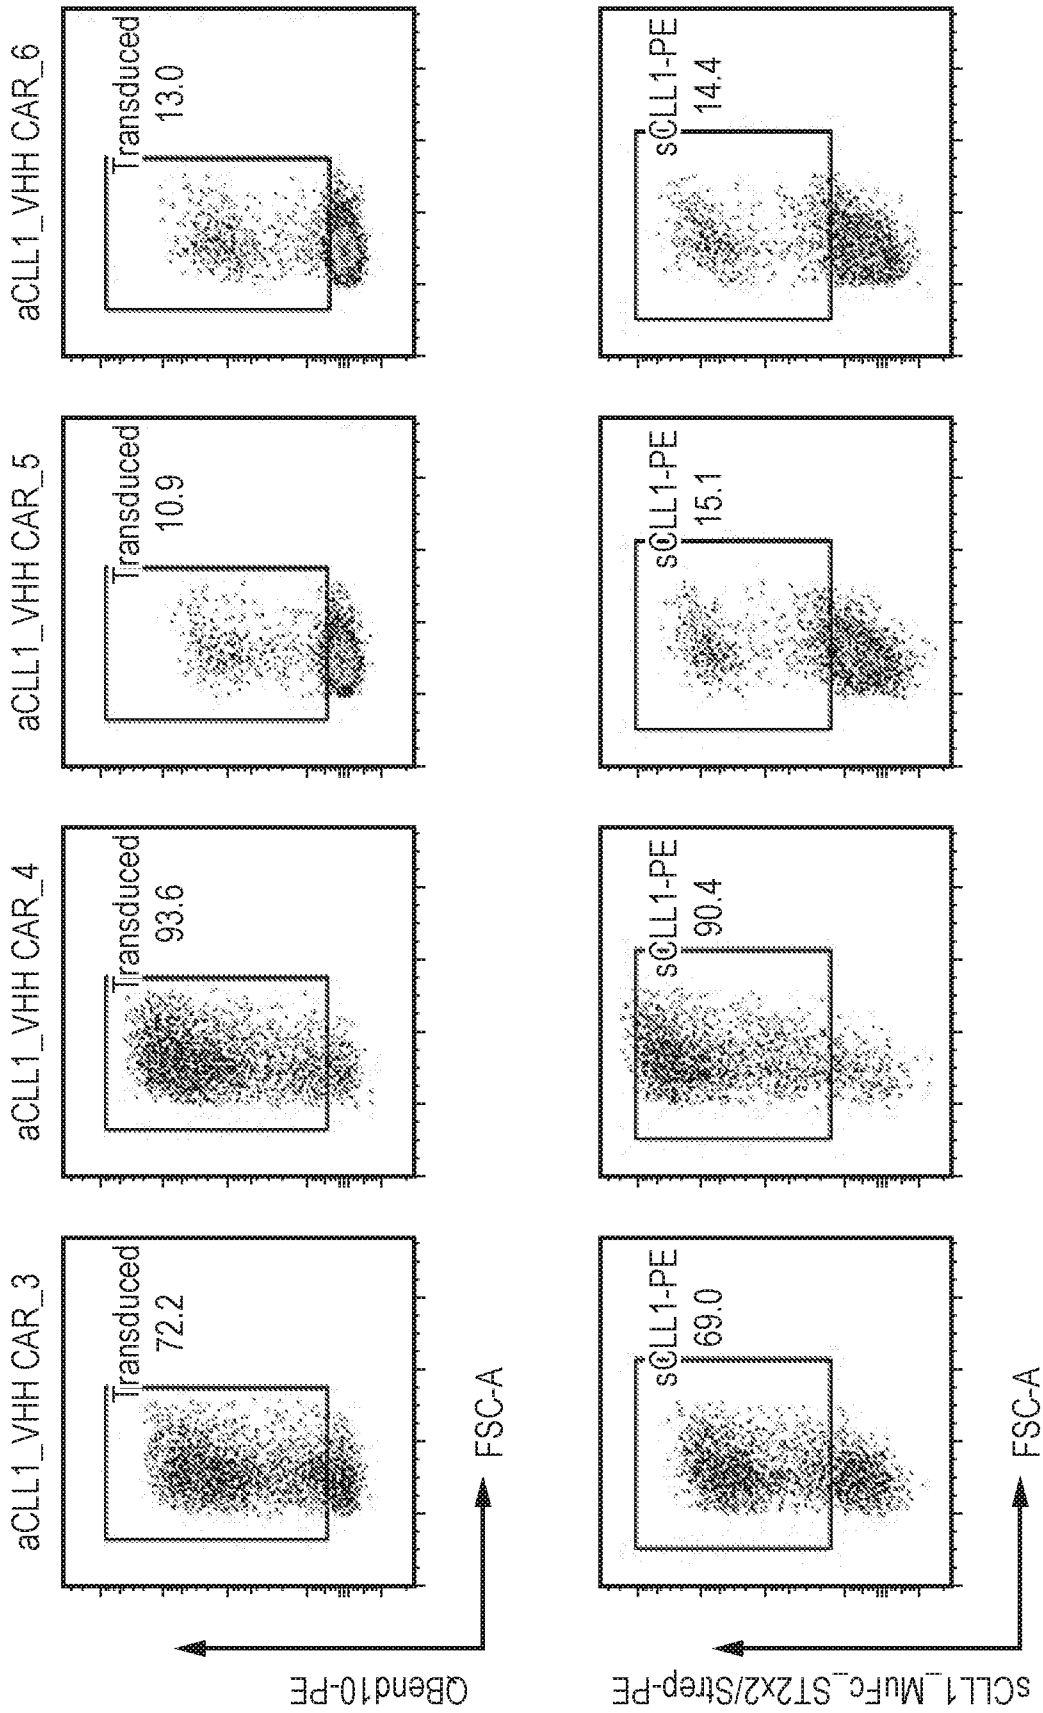 aCLL1_VHH CAR_3
aCLL1_VHH CAR_4
aCLL1_VHH CAR_5
aCLL1_VHH CAR_6
QBend10-PE
Transduced
72.2
Transduced
93.6
Transduced
10.9
Transduced
13.0
FSC-A
sCLL1_MuFc_ST2x2/Strep-PE
sCLL1-PE
69.0
sCLL1-PE
90.4
sCLL1-PE
15.1
sCLL1-PE
14.4
FSC-A